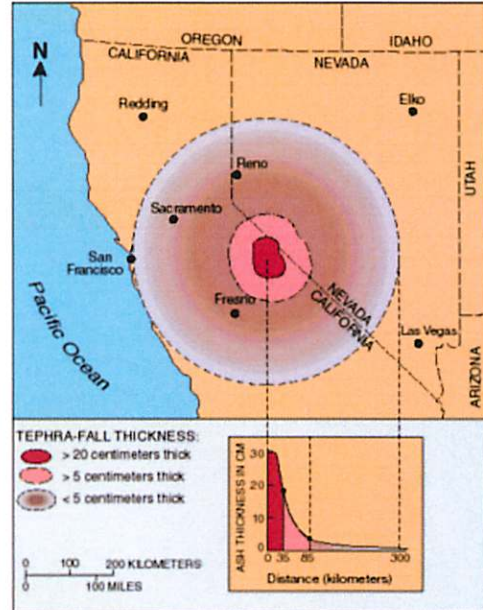 OREGON
IDAHO
CALIFORNIA
NEVADA
N
Redding
Elko
UTAH
Reno
Sacramento
San
Francisco
NEVADA
CALIFORNIA
Fresno
Pacific Ocean
Las Vegas
ARIZONA
TEPHRA-FALL THICKNESS:
> 20 centimeters thick
> 5 centimeters thick
< 5 centimeters thick
0 100 200 KILOMETERS
0 100 MILES
ASH THICKNESS IN CM
30
20
10
0
0 35 85 300
Distance (kilometers)